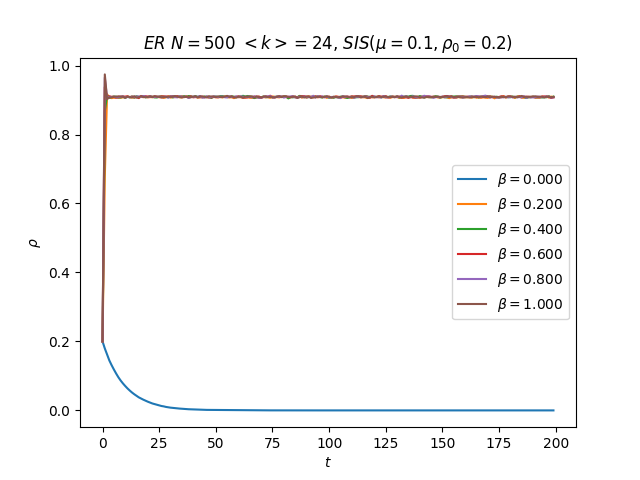 ER N = 500 < k > = 24, SIS(μ = 0.1, ρ₀ = 0.2)
1.0
0.8
0.6
0.4
0.2
0.0
ρ
β = 0.000
β = 0.200
β = 0.400
β = 0.600
β = 0.800
β = 1.000
0 25 50 75 100 125 150 175 200
t